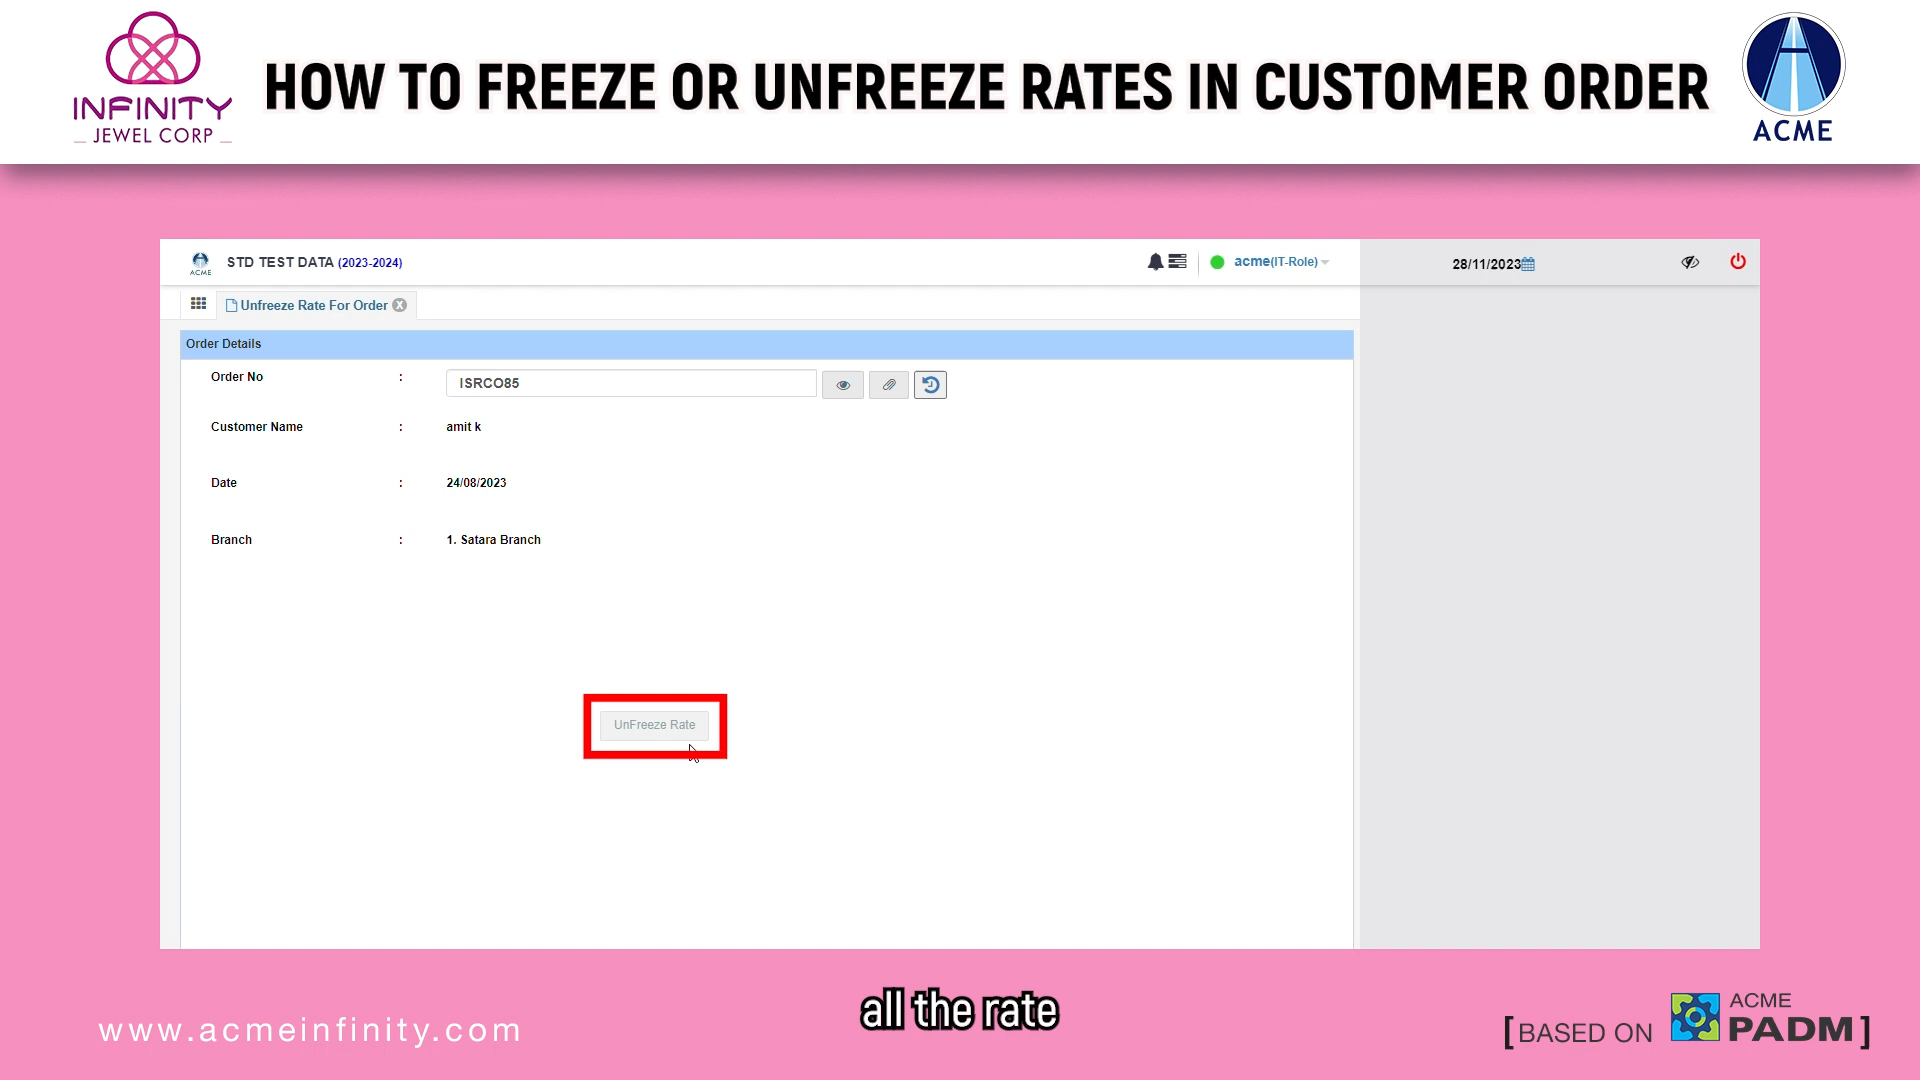 INFINITY
JEWEL CORP
HOW TO FREEZE OR UNFREEZE RATES IN CUSTOMER ORDER
ACME
ACME
STD TEST DATA (2023-2024)
acme(IT-Role)
28/11/2023
Unfreeze Rate For Order
Order Details
Order No : ISRCO85
Customer Name : amit k
Date : 24/08/2023
Branch : 1. Satara Branch
UnFreeze Rate
all the rate
www.acmeinfinity.com
[BASED ON ACME PADM]